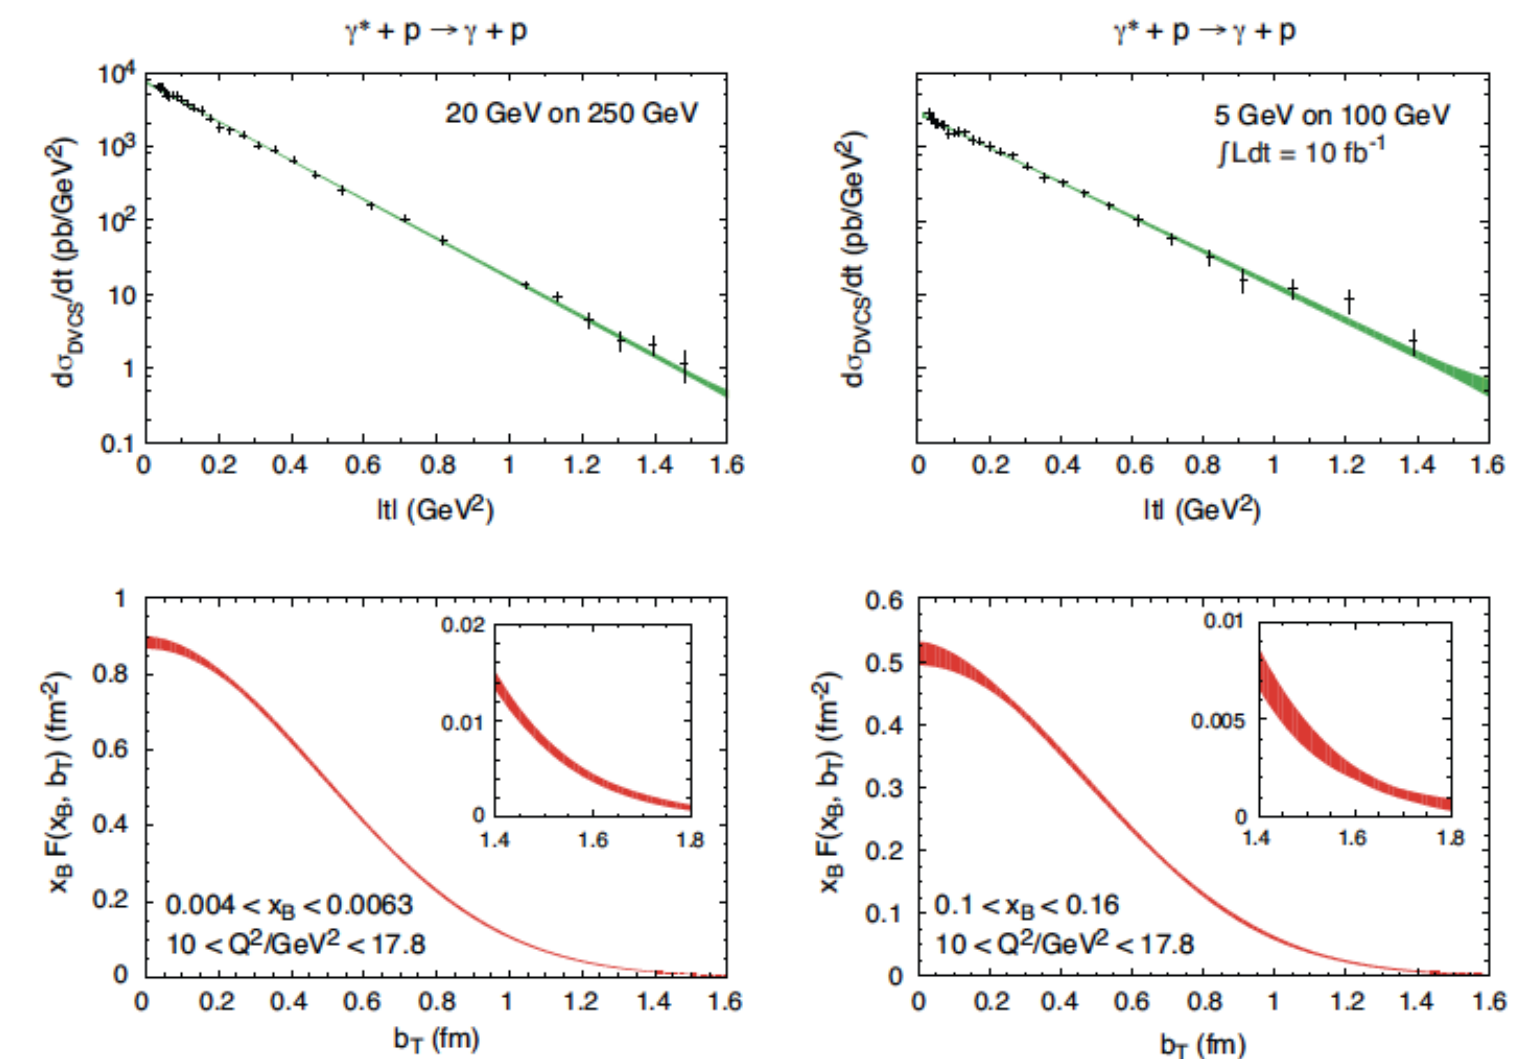 γ* + p → γ + p
10⁴
10³
10²
10
1
0.1
dσ_DVCS/dt (pb/GeV²)
20 GeV on 250 GeV
0 0.2 0.4 0.6 0.8 1 1.2 1.4 1.6
|t| (GeV²)
γ* + p → γ + p
dσ_DVCS/dt (pb/GeV²)
5 GeV on 100 GeV
∫Ldt = 10 fb⁻¹
0 0.2 0.4 0.6 0.8 1 1.2 1.4 1.6
|t| (GeV²)
1
0.8
0.6
0.4
0.2
0
x_B F(x_B, b_T) (fm⁻²)
0.02
0.01
0
1.4 1.6 1.8
0.004 < x_B < 0.0063
10 < Q²/GeV² < 17.8
0 0.2 0.4 0.6 0.8 1 1.2 1.4 1.6
b_T (fm)
0.6
0.5
0.4
0.3
0.2
0.1
0
x_B F(x_B, b_T) (fm⁻²)
0.01
0.005
0
1.4 1.6 1.8
0.1 < x_B < 0.16
10 < Q²/GeV² < 17.8
0 0.2 0.4 0.6 0.8 1 1.2 1.4 1.6
b_T (fm)